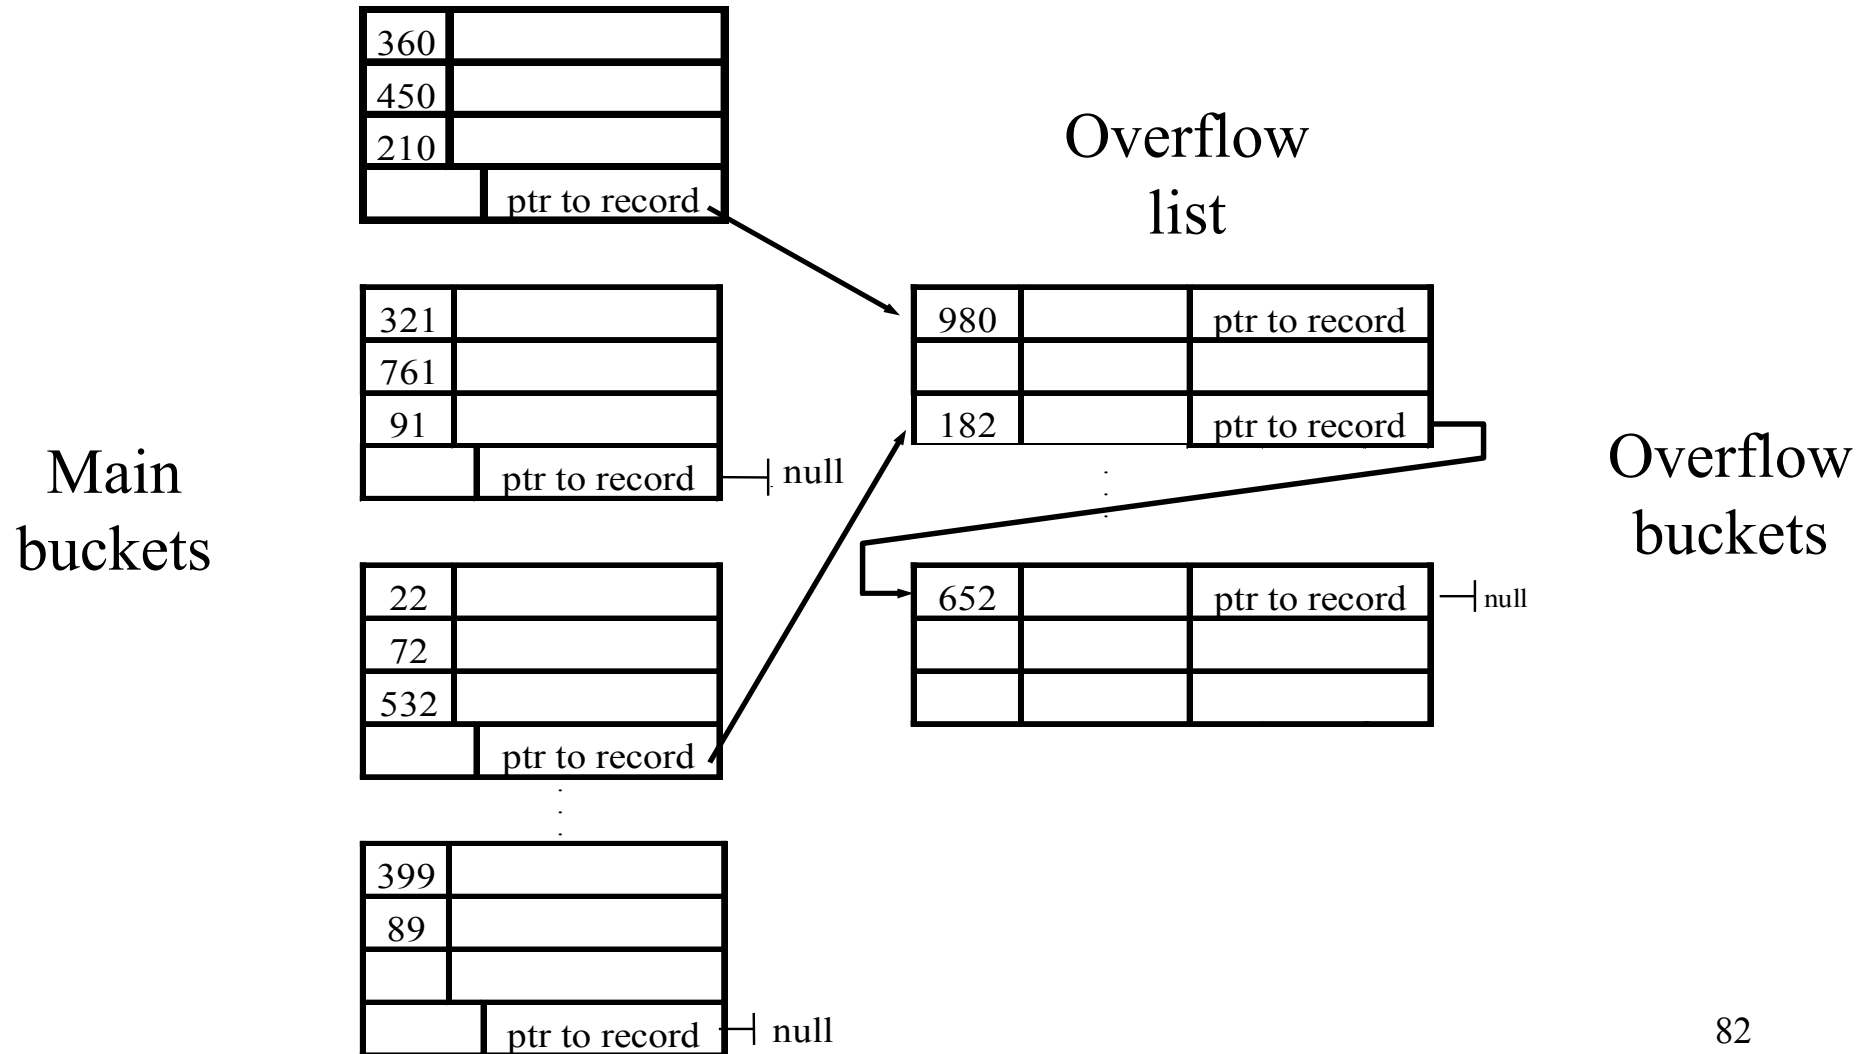 360
450
210
ptr to record
Overflow
list
321
761
91
ptr to record
null
980
ptr to record
182
ptr to record
Main
buckets
Overflow
buckets
22
72
532
ptr to record
652
ptr to record
null
399
89
ptr to record
null
82